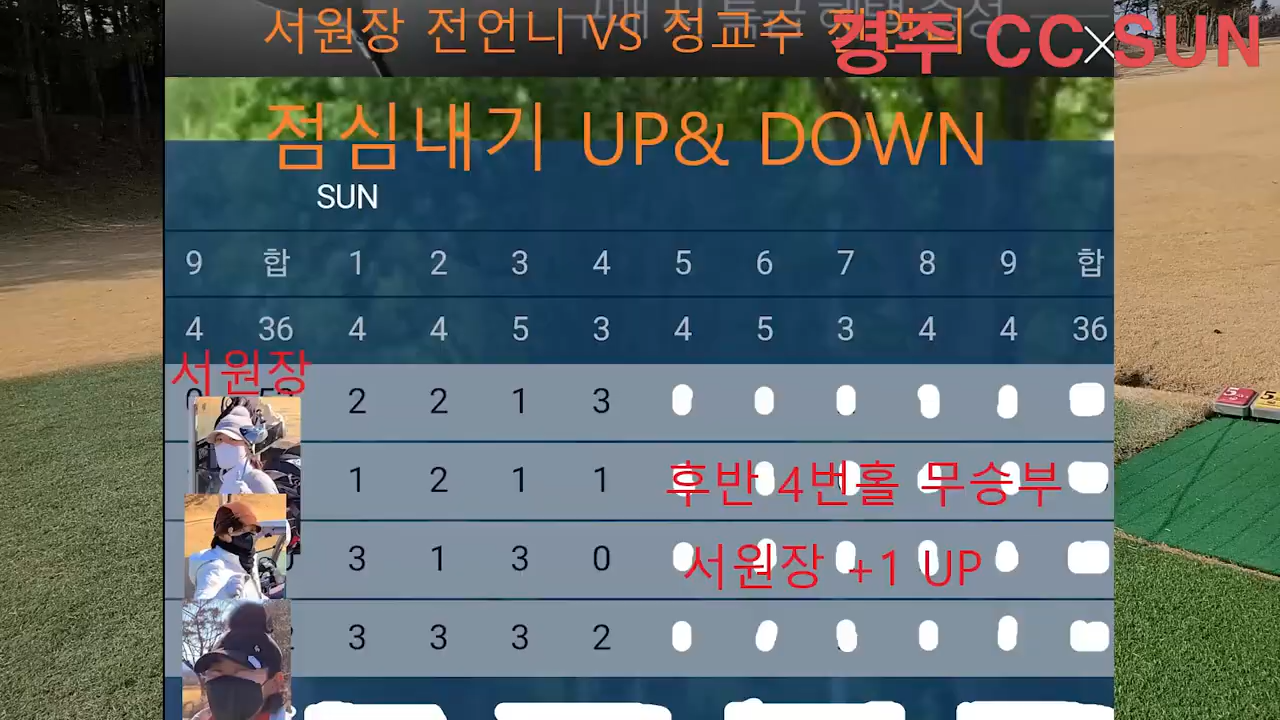 서원장 전언니 VS 정교수
경주 CC SUN
점심내기 UP& DOWN
SUN
9 합 1 2 3 4 5 6 7 8 9 합
4 36 4 4 5 3 4 5 3 4 4 36
서원장
2 2 1 3
1 2 1 1
후반 4번홀 무승부
3 1 3 0
서원장 +1 UP
3 3 3 2
5
5